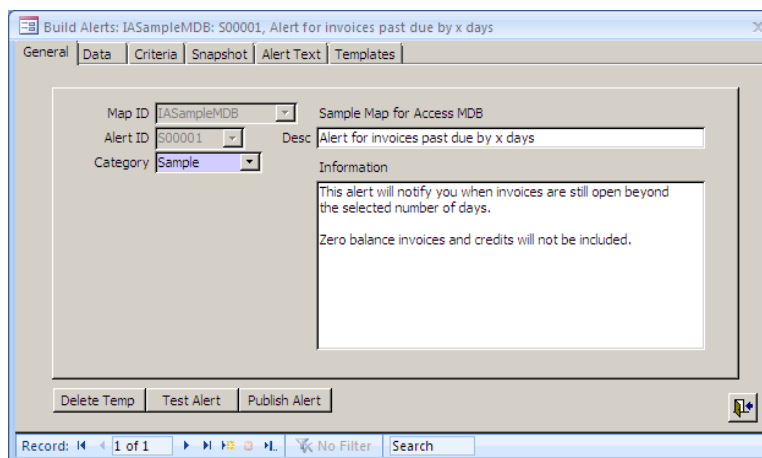 Build Alerts: IASampleMDB: S00001, Alert for invoices past due by x days
General Data Criteria Snapshot Alert Text Templates
Map ID IASampleMDB Sample Map for Access MDB
Alert ID S00001 Desc Alert for invoices past due by x days
Category Sample Information
This alert will notify you when invoices are still open beyond
the selected number of days.
Zero balance invoices and credits will not be included.
Delete Temp Test Alert Publish Alert
Record: 1 of 1 No Filter Search